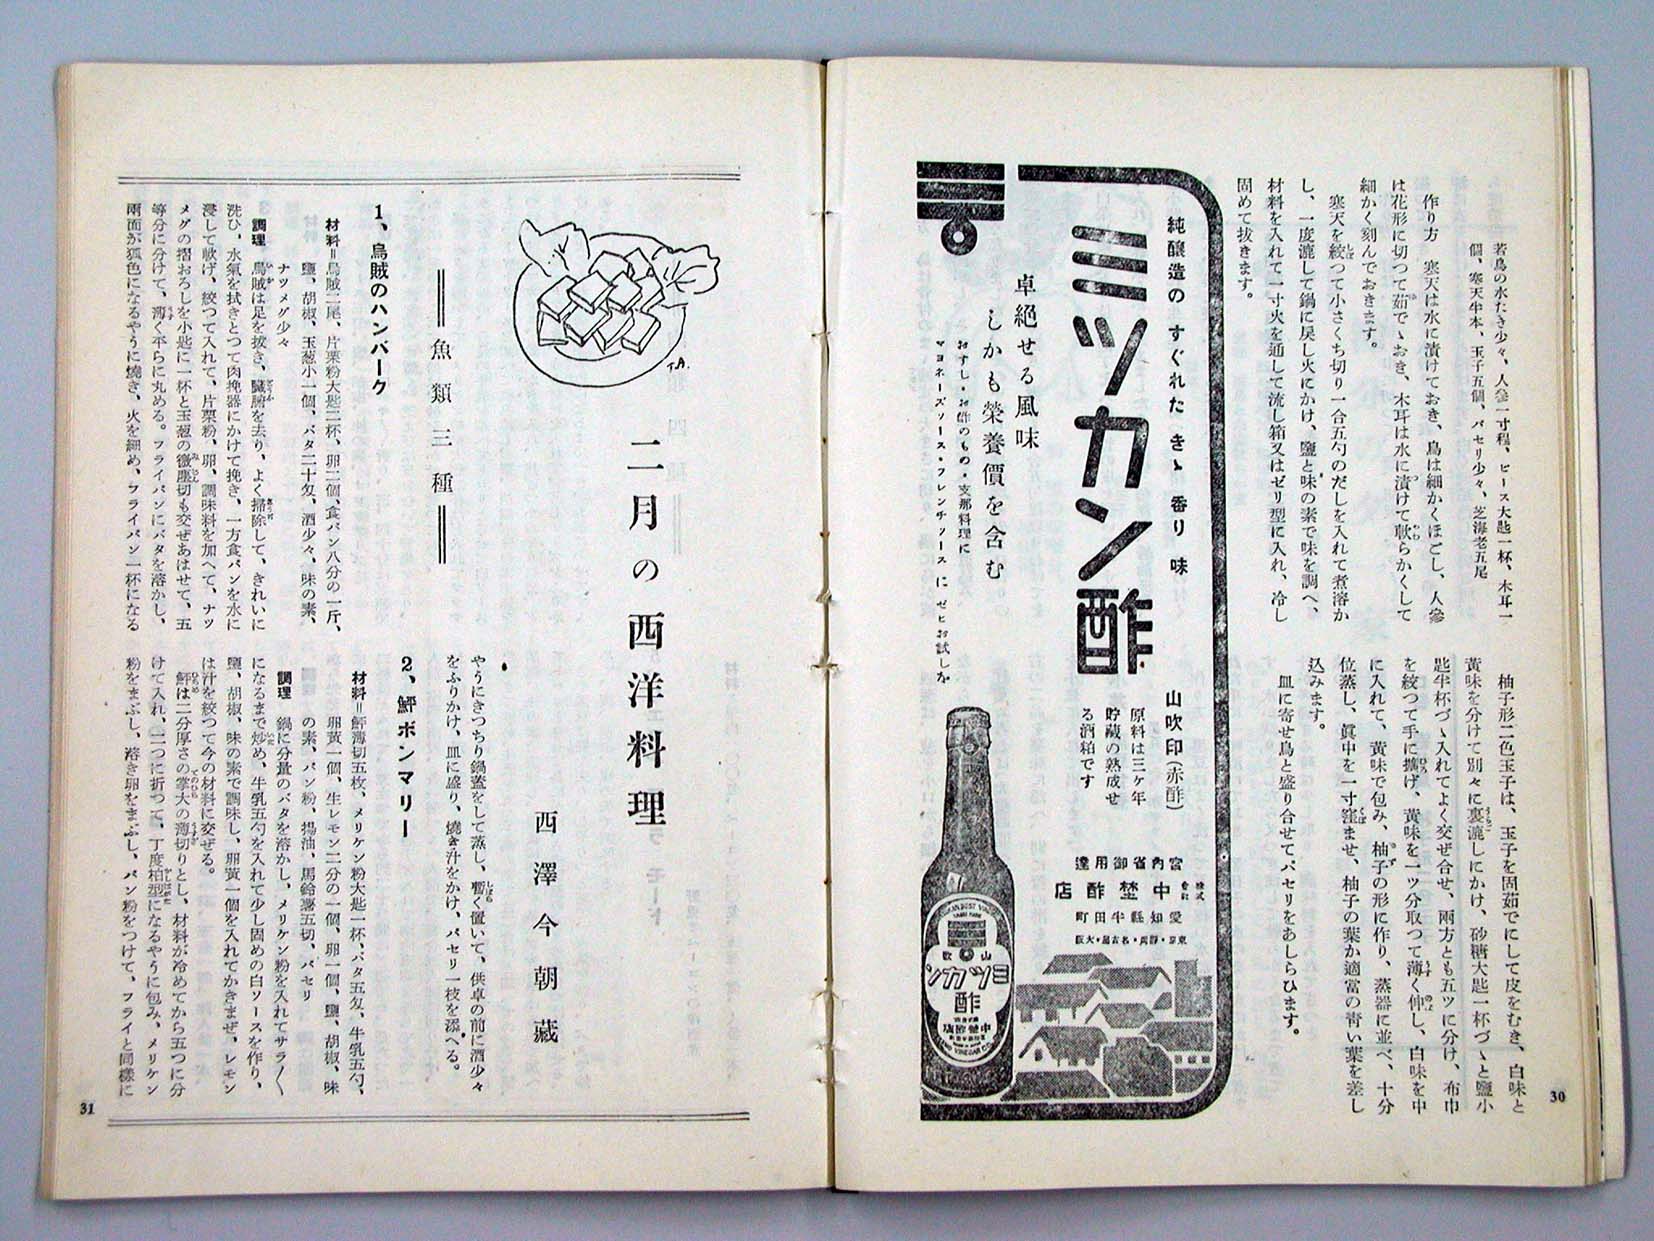 若鳥の水たき少々、人參一寸程、ピース大匙一杯、木耳一
個、寒天半本、玉子五個、パセリ少々、芝海老五尾
作り方 寒天は水に漬けておき、鳥は細かくほごし、人參
は花形に切つて茹でゝおき、木耳は水に漬けて軟らかくして
細かく刻んでおきます。
寒天を絞つて小さくち切り一合五勺のだしを入れて煮溶か
し、一度漉して鍋に戻し火にかけ、鹽と味の素で味を調へ、
材料を入れて一寸火を通して流し箱又はゼリ型に入れ、冷し
固めて拔きます。
柚子形二色玉子は、玉子を固茹でにして皮をむき、白味と
黃味を分けて別々に裏漉しにかけ、砂糖大匙一杯づゝと鹽小
匙半杯づゝ入れてよく交ぜ合せ、兩方とも五ツに分け、布巾
を絞つて手に擴げ、黃味を一ツ分取つて薄く伸し、白味を中
に入れて、黃味で包み、柚子の形に作り、蒸器に並べ、十分
位蒸し、眞中を一寸窪ませ、柚子の葉か適當の靑い葉を差し
込みます。
皿に寄せ鳥と盛り合せてパセリをあしらひます。
30
純釀造のすぐれたきゝ香り味
ミツカン酢
山吹印(赤酢)
原料は三ケ年
貯藏の熟成せ
る酒粕です
卓絕せる風味
しかも榮養價を含む
おすし・お酢のもの・支那料理に
マヨネーズソース・フレンチソースにゼヒお試しを
宮內省御用達
株式會社 中埜酢店
愛知縣半田町
東京・靜岡・名古屋・大阪
山吹
ミツカン
酢
中埜酢店
二月の西洋料理
西澤今朝藏
T.A.
魚類三種
1、烏賊のハンバーク
材料=烏賊二尾、片栗粉大匙二杯、卵二個、食パン八分の一斤、
鹽、胡椒、玉葱小一個、バタ二十匁、酒少々、味の素、
ナツメグ少々
調理 烏賊は足を拔き、臟腑を去り、よく掃除して、きれいに
洗ひ、水氣を拭きとつて肉挽器にかけて挽き、一方食パンを水に
浸して軟げ、絞つて入れて、片栗粉、卵、調味料を加へて、ナツ
メグの摺おろしを小匙に一杯と玉葱の微塵切も交ぜあはせて、五
等分に分けて、薄く平らに丸める。フライパンにバタを溶かし、
兩面が狐色になるやうに燒き、火を細め、フライパン一杯になる
やうにきつちり鍋蓋をして蒸し、暫く置いて、供卓の前に酒少々
をふりかけ、皿に盛り、燒き汁をかけ、パセリ一枝を添へる。
2、鮃ボンマリー
材料=鮃薄切五枚、メリケン粉大匙一杯、バタ五匁、牛乳五勺、
卵黃一個、生レモン二分の一個、卵一個、鹽、胡椒、味
の素、パン粉、揚油、馬鈴薯五切、パセリ
調理 鍋に分量のバタを溶かし、メリケン粉を入れてサラ〳〵
になるまで炒め、牛乳五勺を入れて少し固めの白ソースを作り、
鹽、胡椒、味の素で調味し、卵黃一個を入れてかきまぜ、レモン
は汁を絞つて今の材料に交ぜる。
鮃は二分厚さの掌大の薄切りとし、材料が冷めてから五つに分
けて入れ、二つに折つて、丁度柏型になるやうに包み、メリケン
粉をまぶし、溶き卵をまぶし、パン粉をつけて、フライと同樣に
31